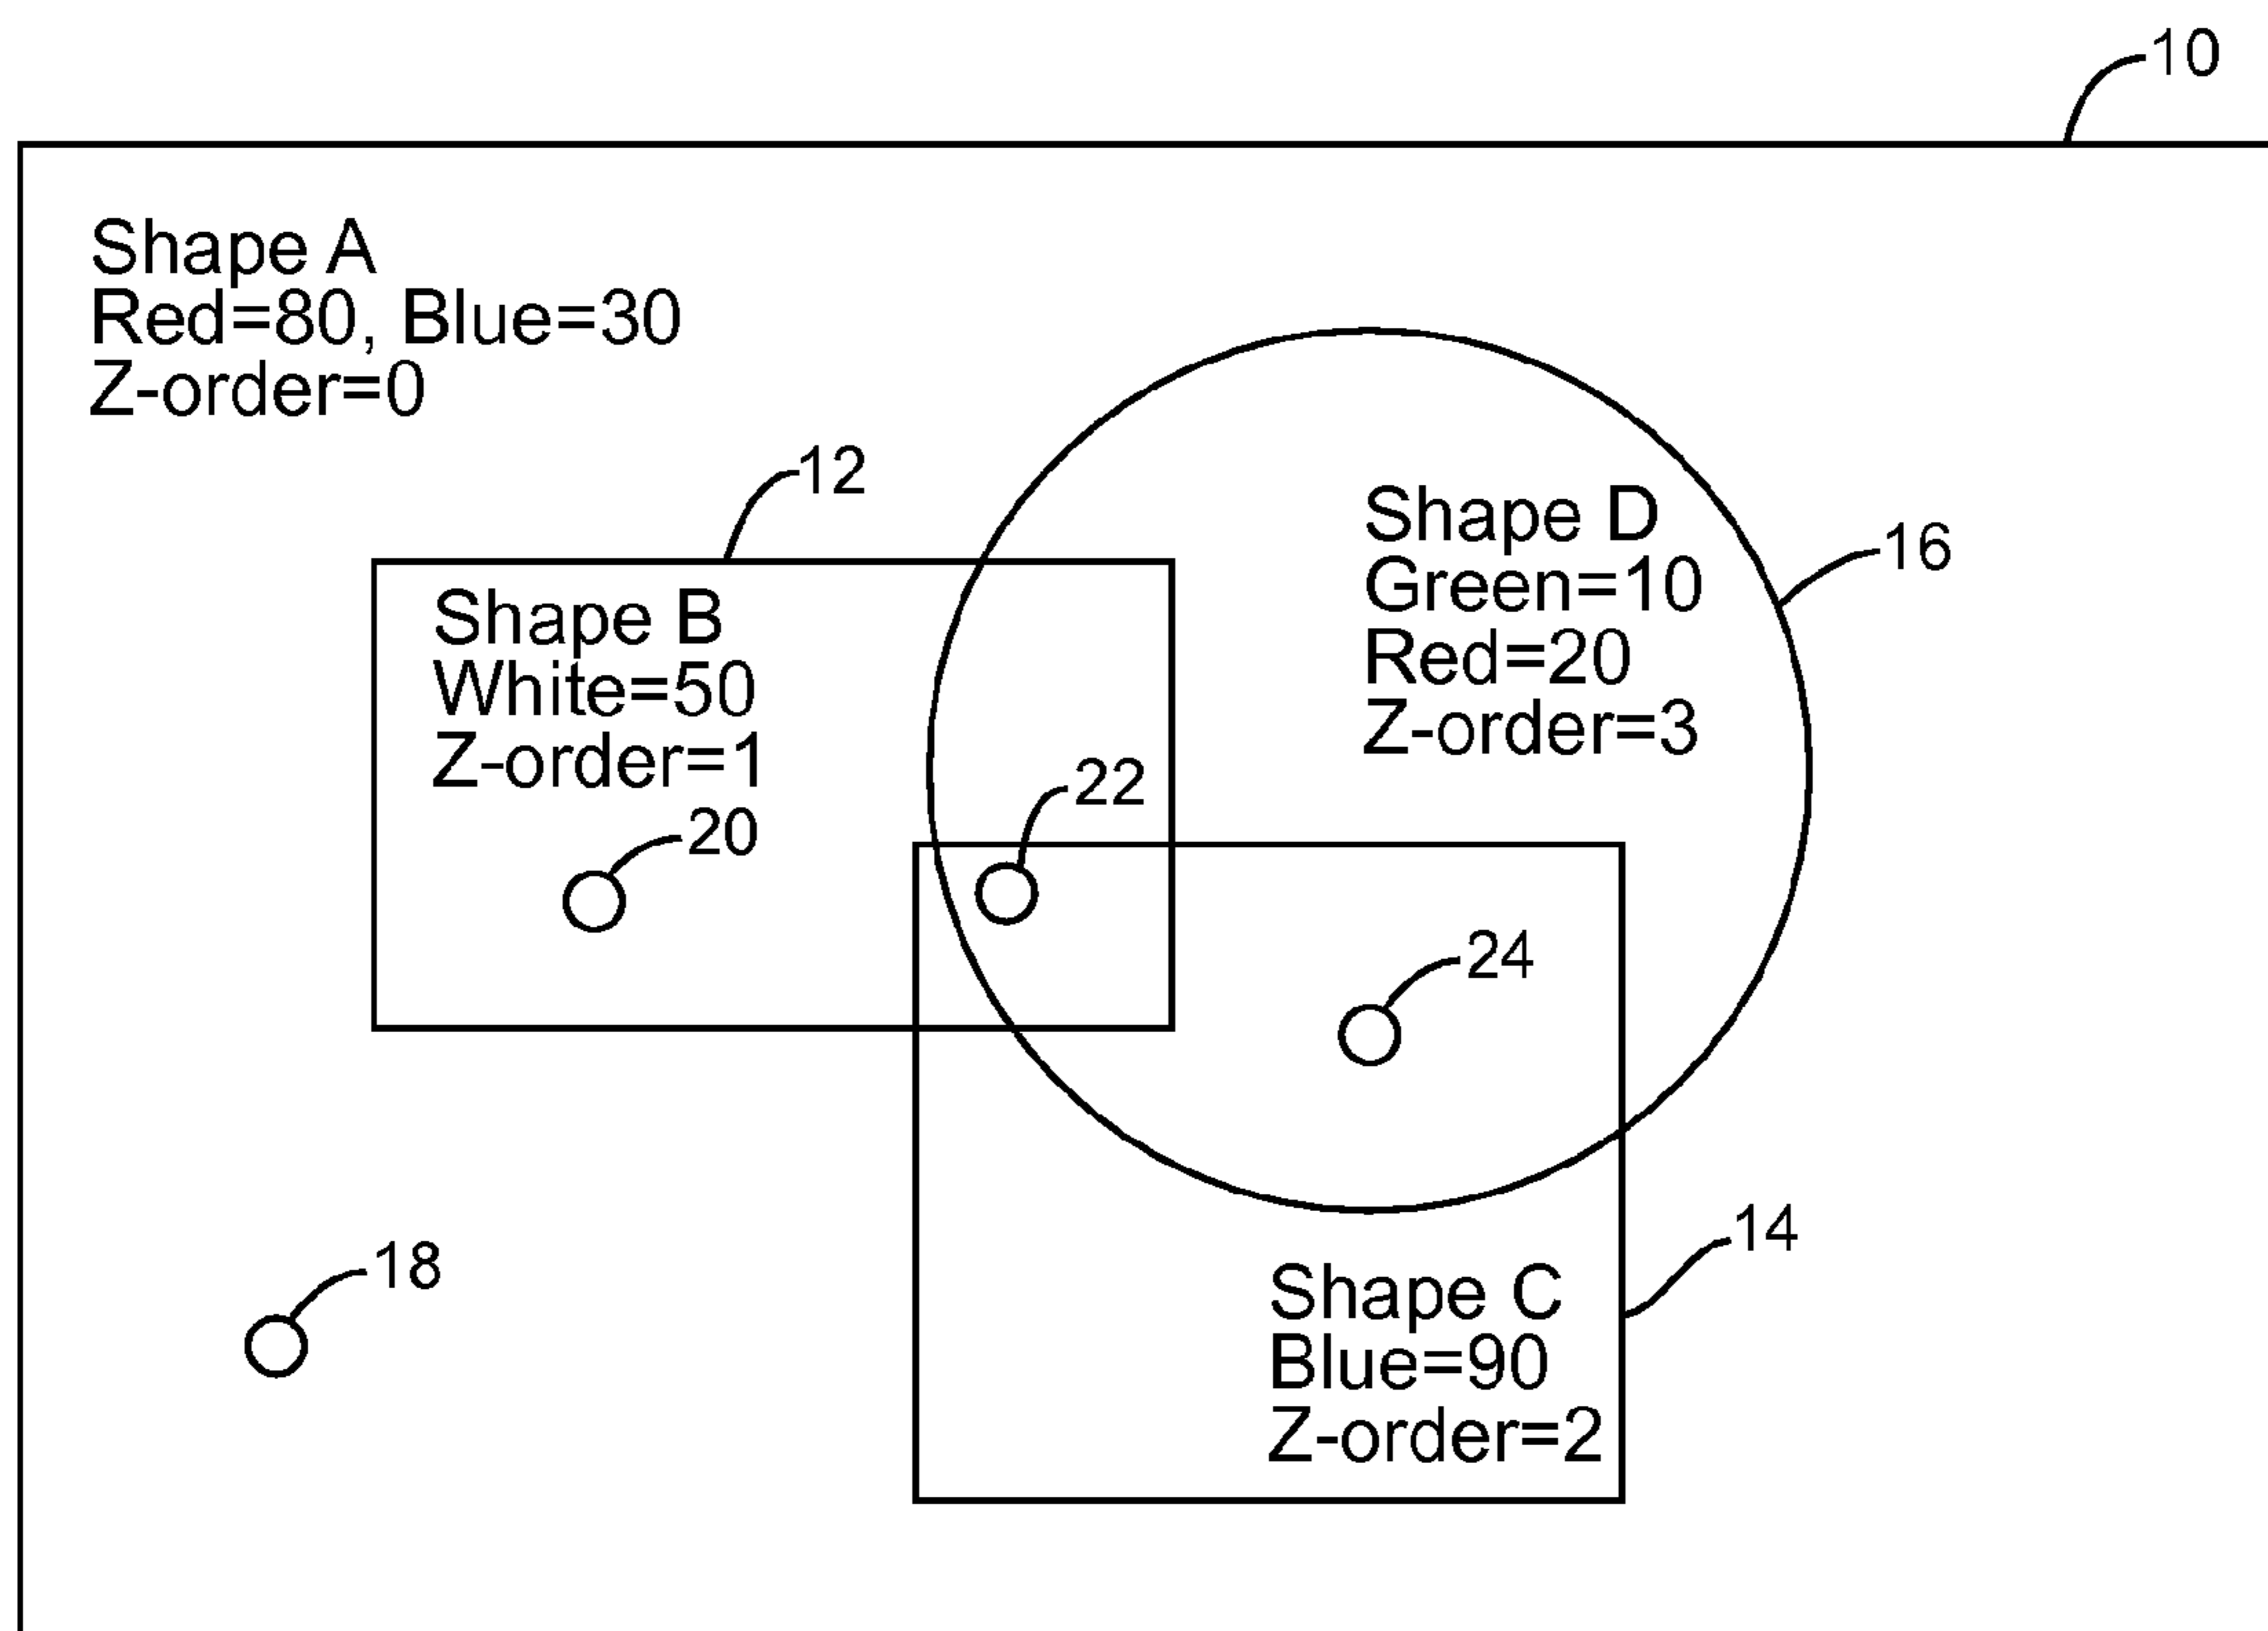 10
Shape A
Red=80, Blue=30
Z-order=0
12
Shape D
Green=10
Red=20
Z-order=3
16
Shape B
White=50
Z-order=1
20
22
24
14
18
Shape C
Blue=90
Z-order=2